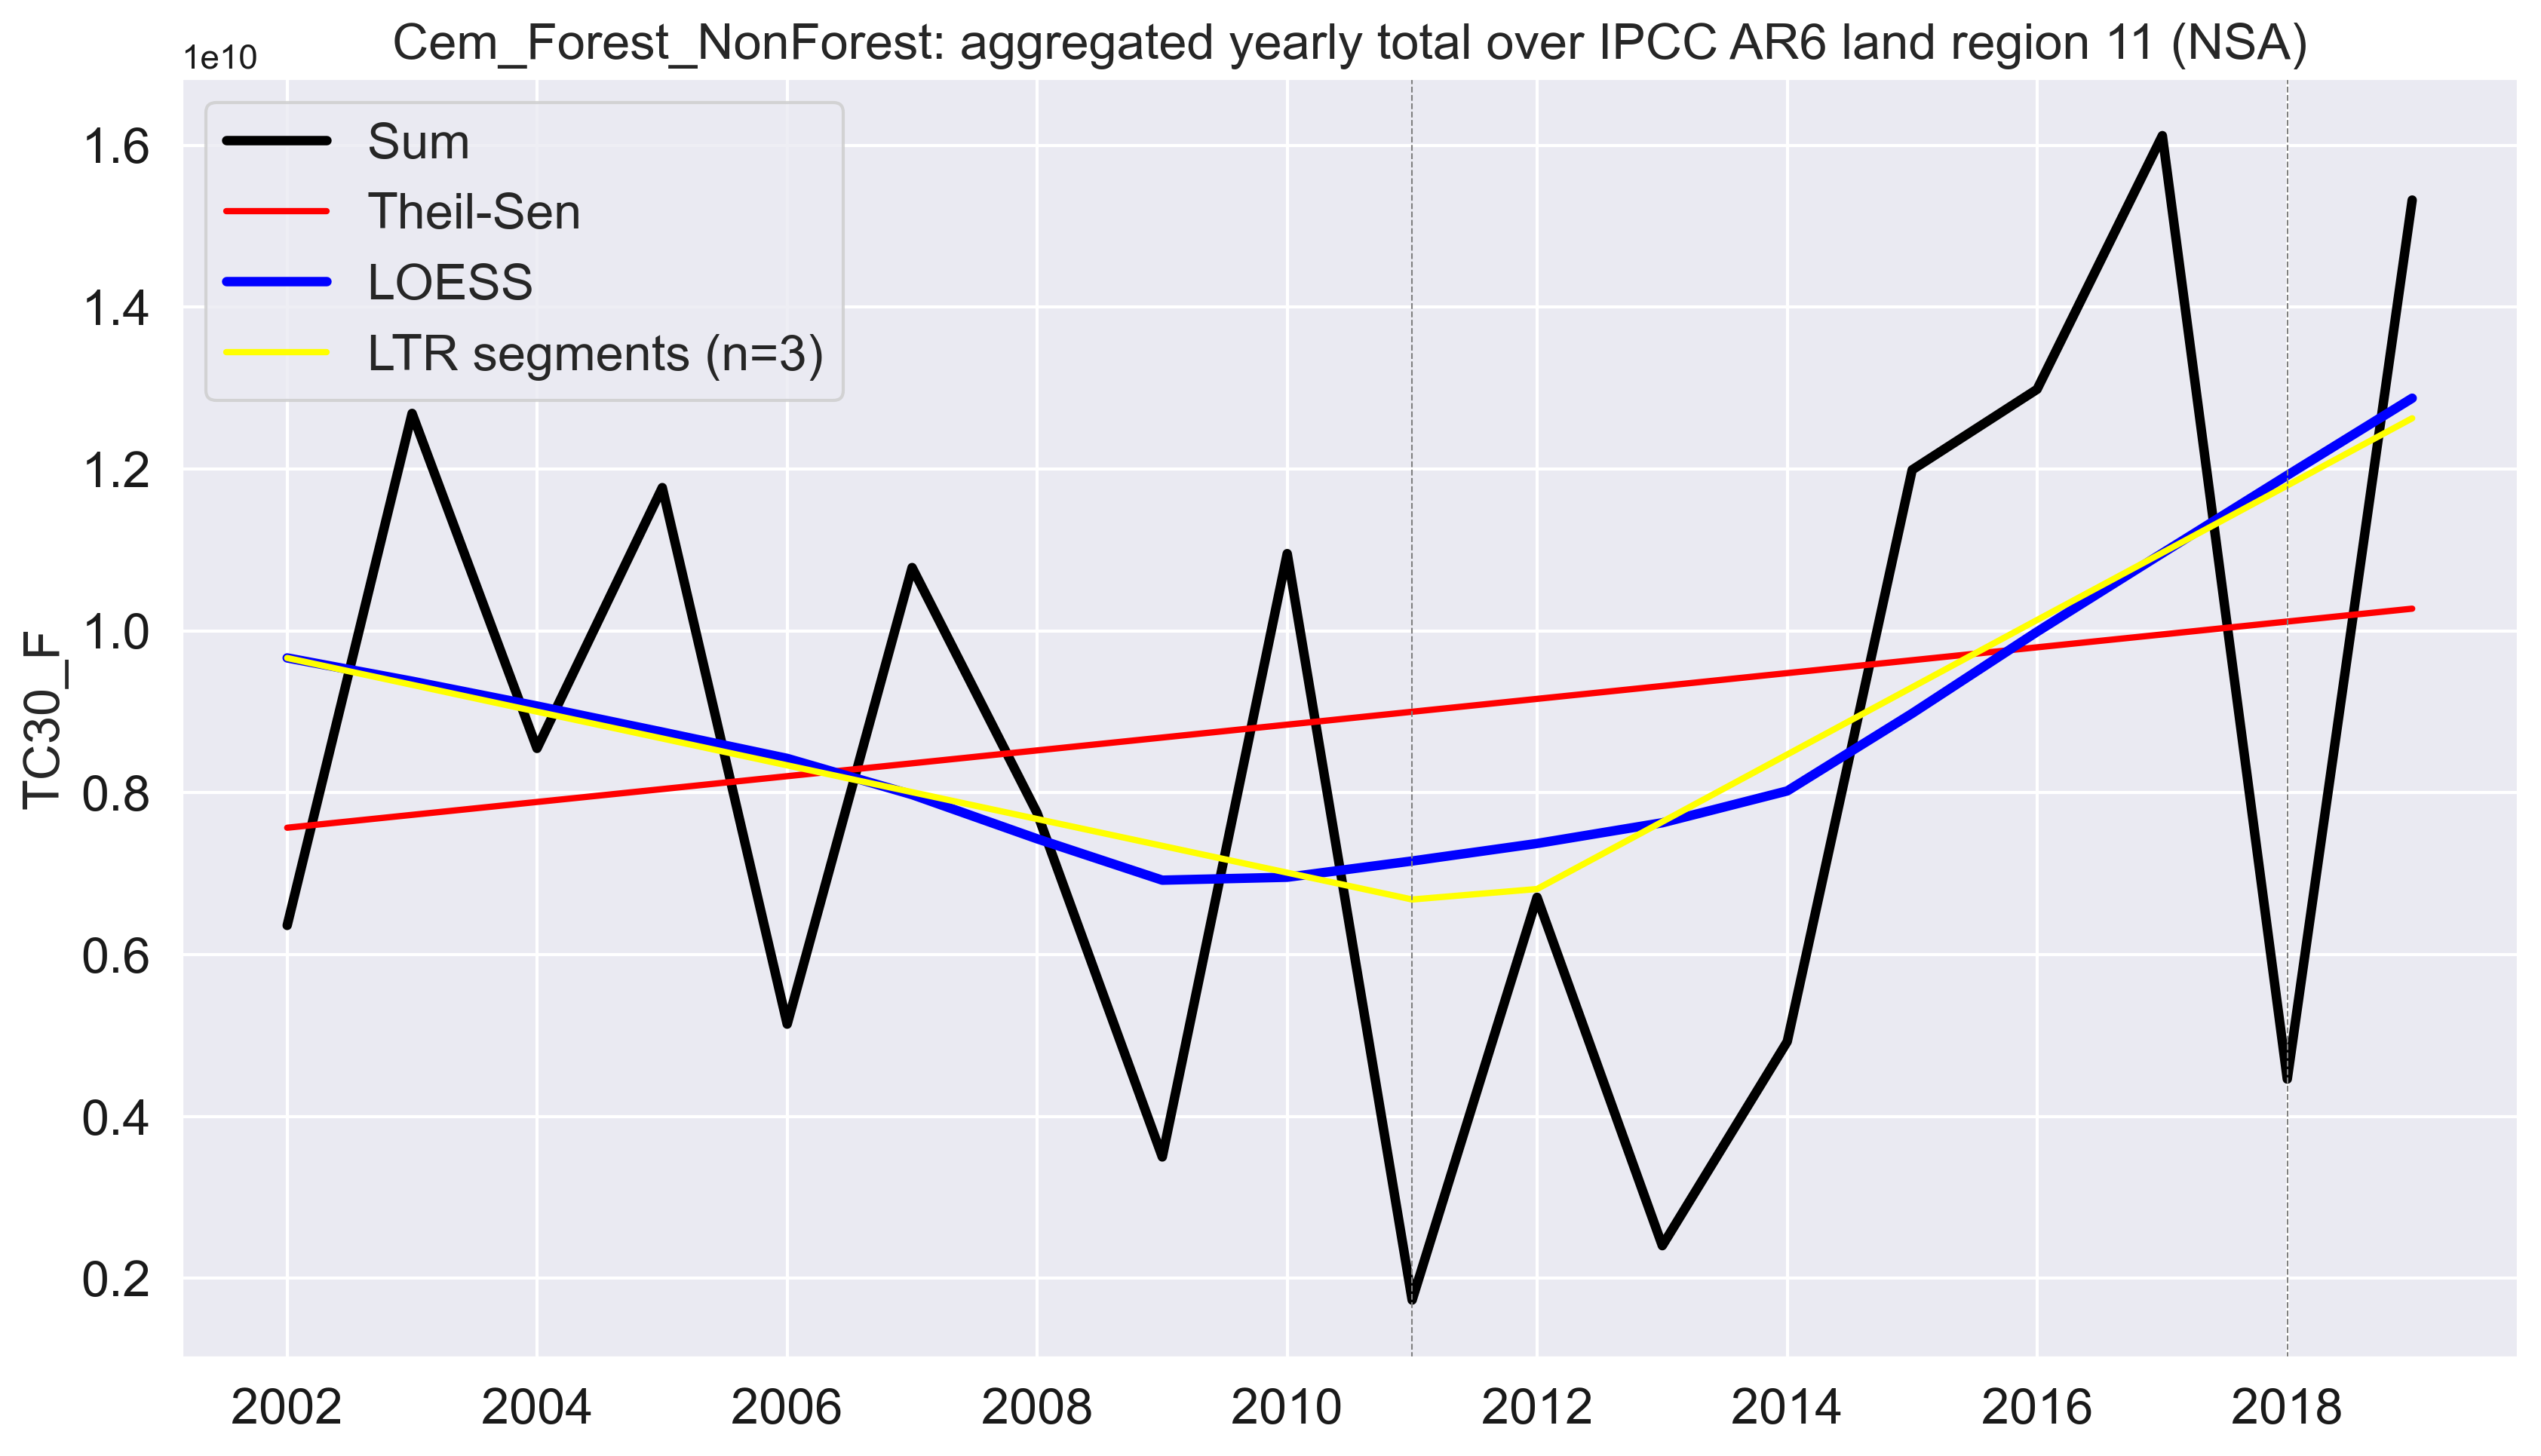 Cem_Forest_NonForest: aggregated yearly total over IPCC AR6 land region 11 (NSA)
1e10
Sum
Theil-Sen
LOESS
LTR segments (n=3)
1.6
1.4
1.2
1.0
0.8
0.6
0.4
0.2
TC30_F
2002 2004 2006 2008 2010 2012 2014 2016 2018